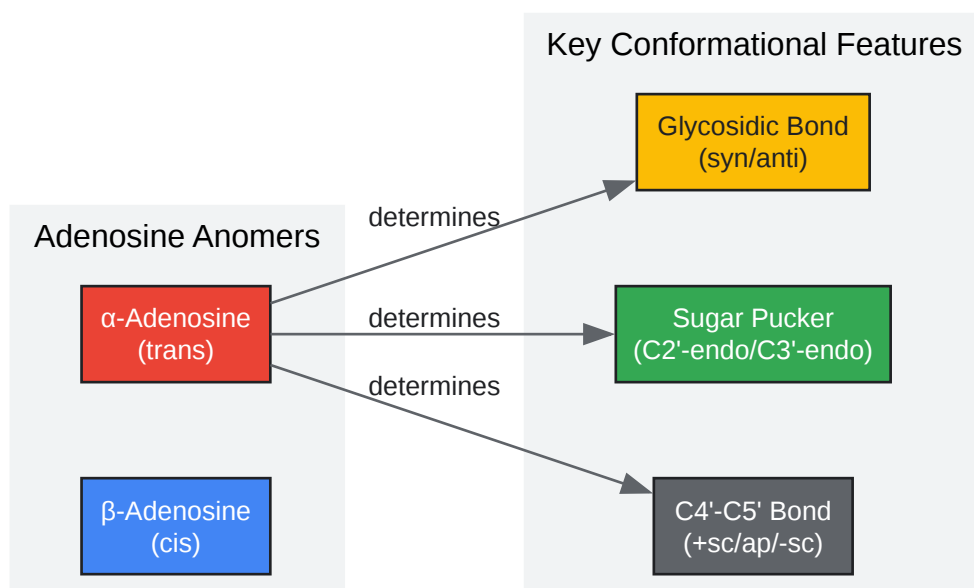 Key Conformational Features
Glycosidic Bond
(syn/anti)
determines
Adenosine Anomers
α-Adenosine
(trans)
determines
Sugar Pucker
(C2'-endo/C3'-endo)
determines
β-Adenosine
(cis)
C4'-C5' Bond
(+sc/ap/-sc)